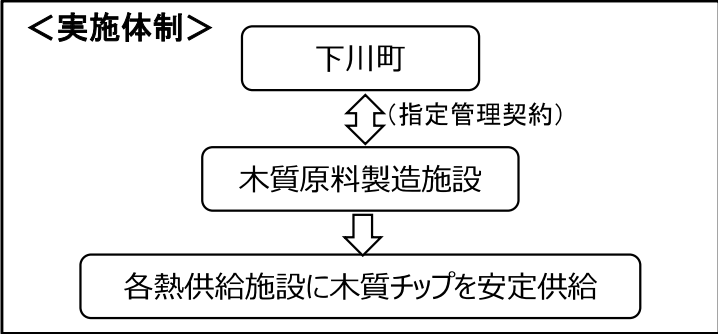 ＜実施体制＞
下川町
（指定管理契約）
木質原料製造施設
各熱供給施設に木質チップを安定供給